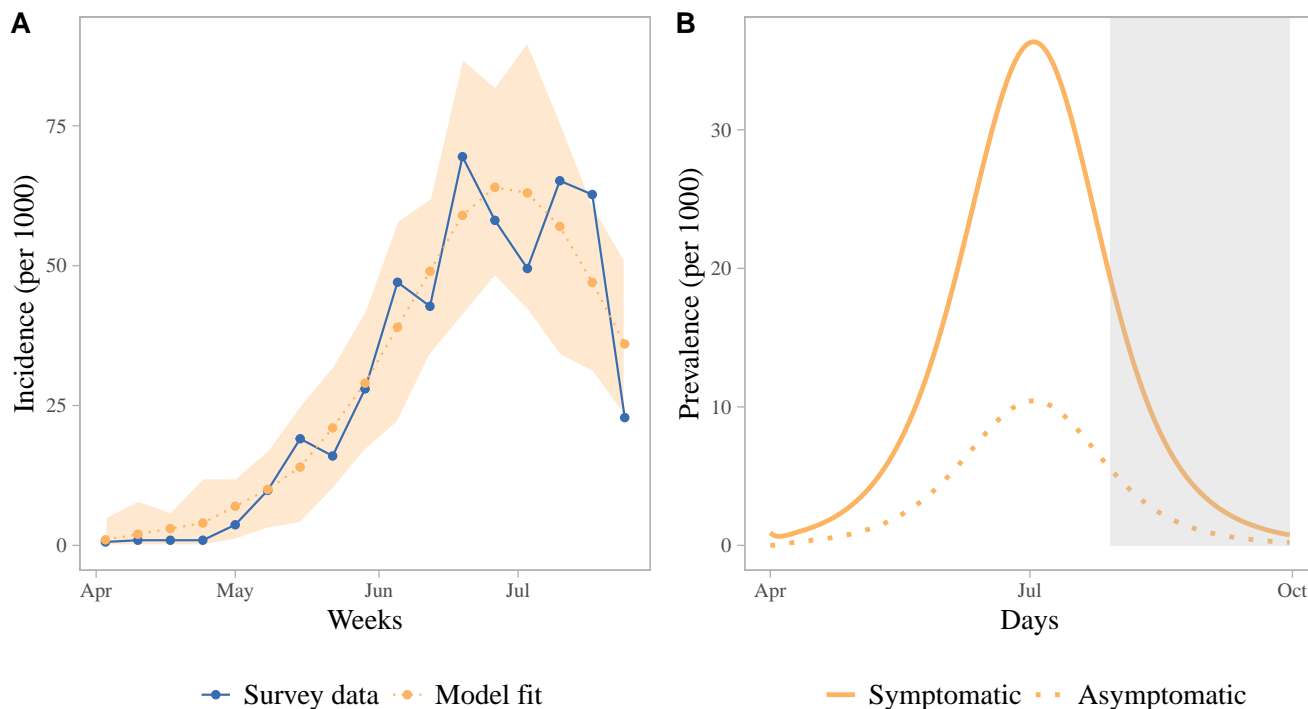 A
Incidence (per 1000)
75
50
25
0
Apr May Jun Jul
Weeks
Survey data Model fit
B
Prevalence (per 1000)
30
20
10
0
Apr Jul Oct
Days
Symptomatic Asymptomatic